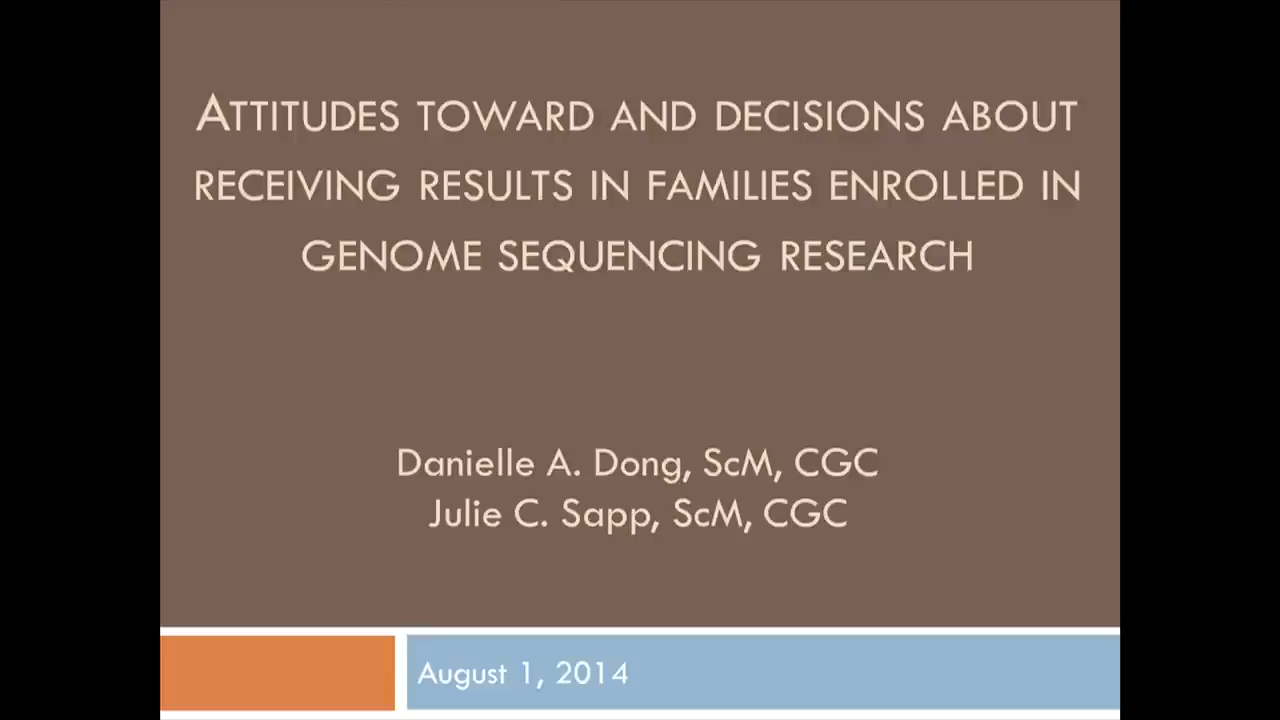 Attitudes toward and decisions about
receiving results in families enrolled in
genome sequencing research
Danielle A. Dong, ScM, CGC
Julie C. Sapp, ScM, CGC
August 1, 2014